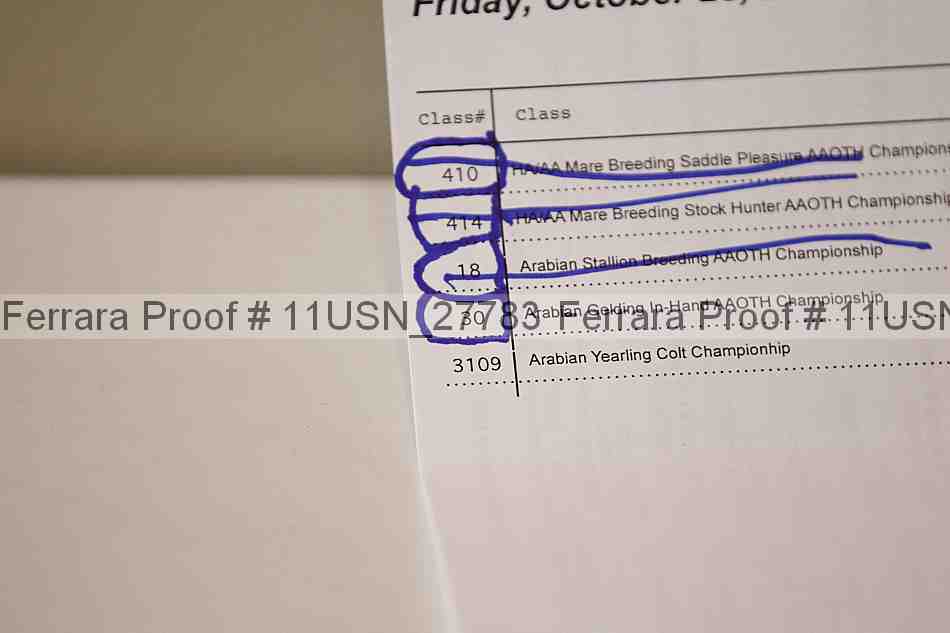 Friday, October
Class# Class
410 HA/AA Mare Breeding Saddle Pleasure AAOTH
414 HA/AA Mare Breeding Stock Hunter AAOTH Championship
18 Arabian Stallion Breeding AAOTH Championship
30 Arabian Gelding In-Hand AAOTH Championship
Ferrara Proof # 11USN_27783 Ferrara Proof # 11USN
3109 Arabian Yearling Colt Championhip